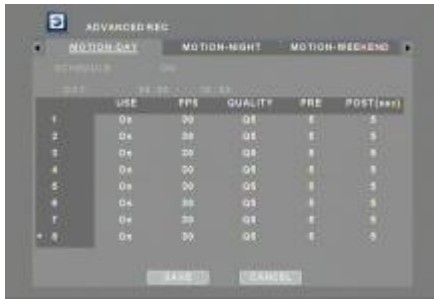 ADVANCED REC
MOTION-DAY MOTION-NIGHT MOTION-WEEKEND
SCHEDULE ON
DAY
USE FPS QUALITY PRE POST(sec)
1 On 30 Q5 5 5
2 On 30 Q5 5 5
3 On 30 Q5 5 5
4 On 30 Q5 5 5
5 On 30 Q5 5 5
6 On 30 Q5 5 5
7 On 30 Q5 5 5
8 On 30 Q5 5 5
SAVE CANCEL